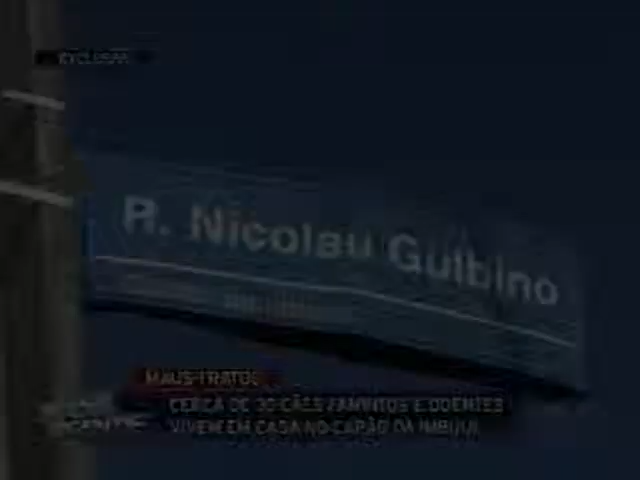 EXCLUSIVO
R. Nicolau Gulbino
MAUS-TRATOS
CERCA DE 30 CÃES FAMINTOS E DOENTES
VIVEM EM CASA NO CAPÃO DA IMBUIA